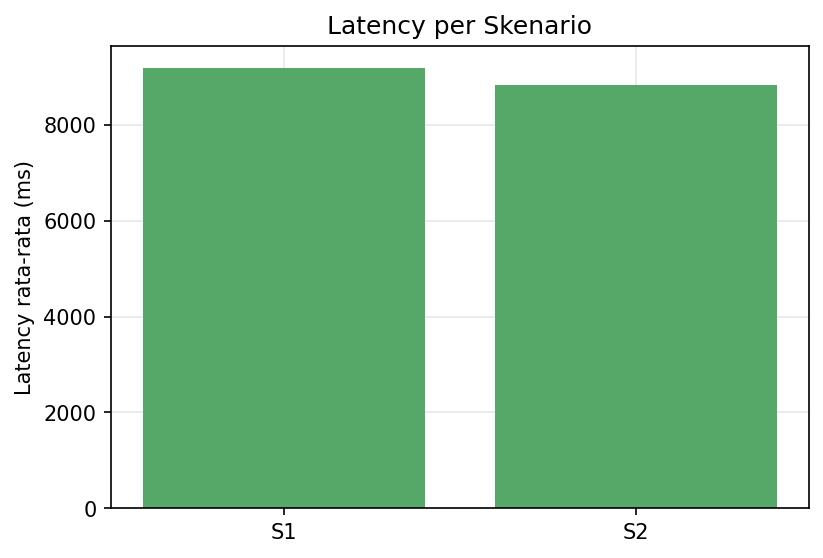 Latency per Skenario
Latency rata-rata (ms)
8000
6000
4000
2000
0
S1 S2